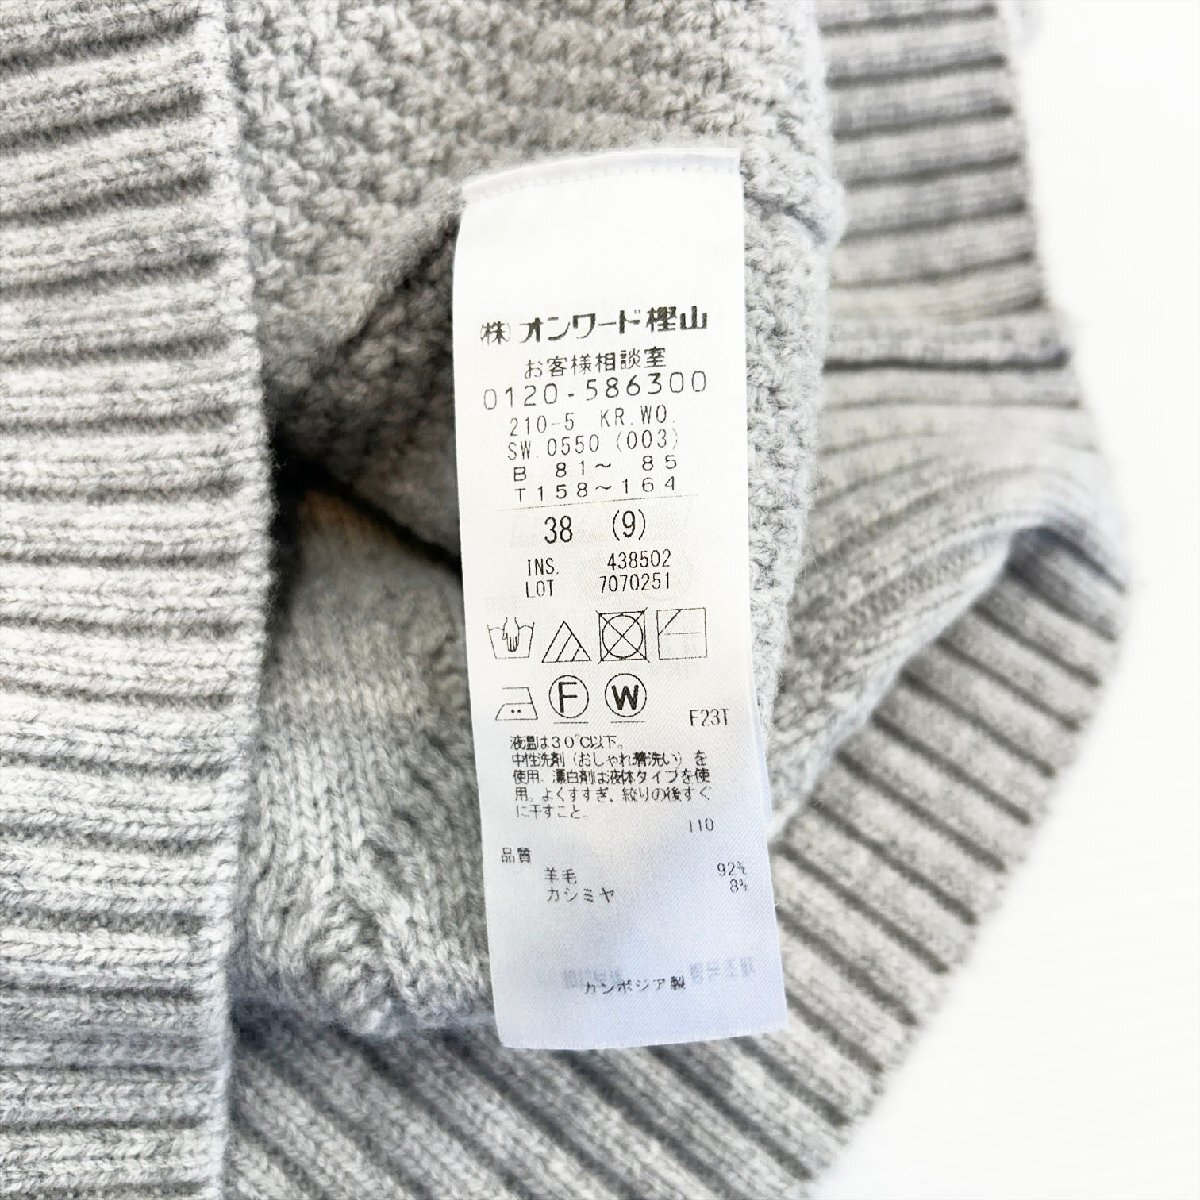 ㈱オンワード樫山
お客様相談室
0120-586300
210-5 KR.WO.
SW.0550 (003)
B 81～ 85
T158～164
38 (9)
INS. 438502
LOT 7070251
F W
F23T
液温は30℃以下。
中性洗剤（おしゃれ着洗い）を
使用。漂白剤は液体タイプを使
用。よくすすぎ、絞りの後すぐ
に干すこと。
110
品質
羊毛 92%
カシミヤ 8%
カンボジア製